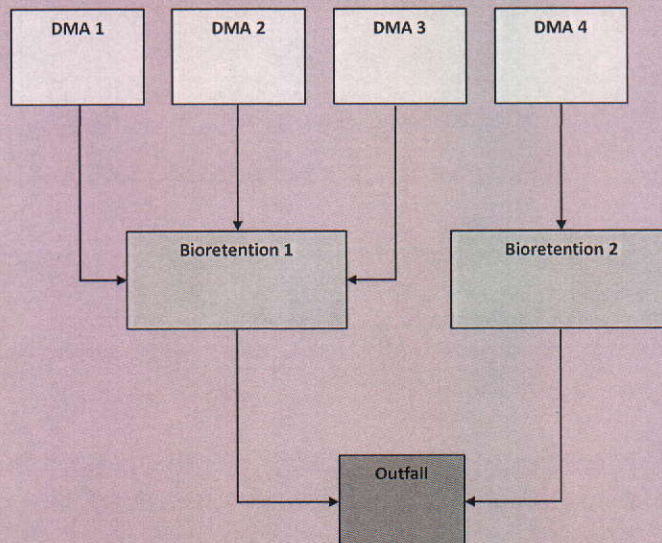 DMA 1
DMA 2
DMA 3
DMA 4
Bioretention 1
Bioretention 2
Outfall